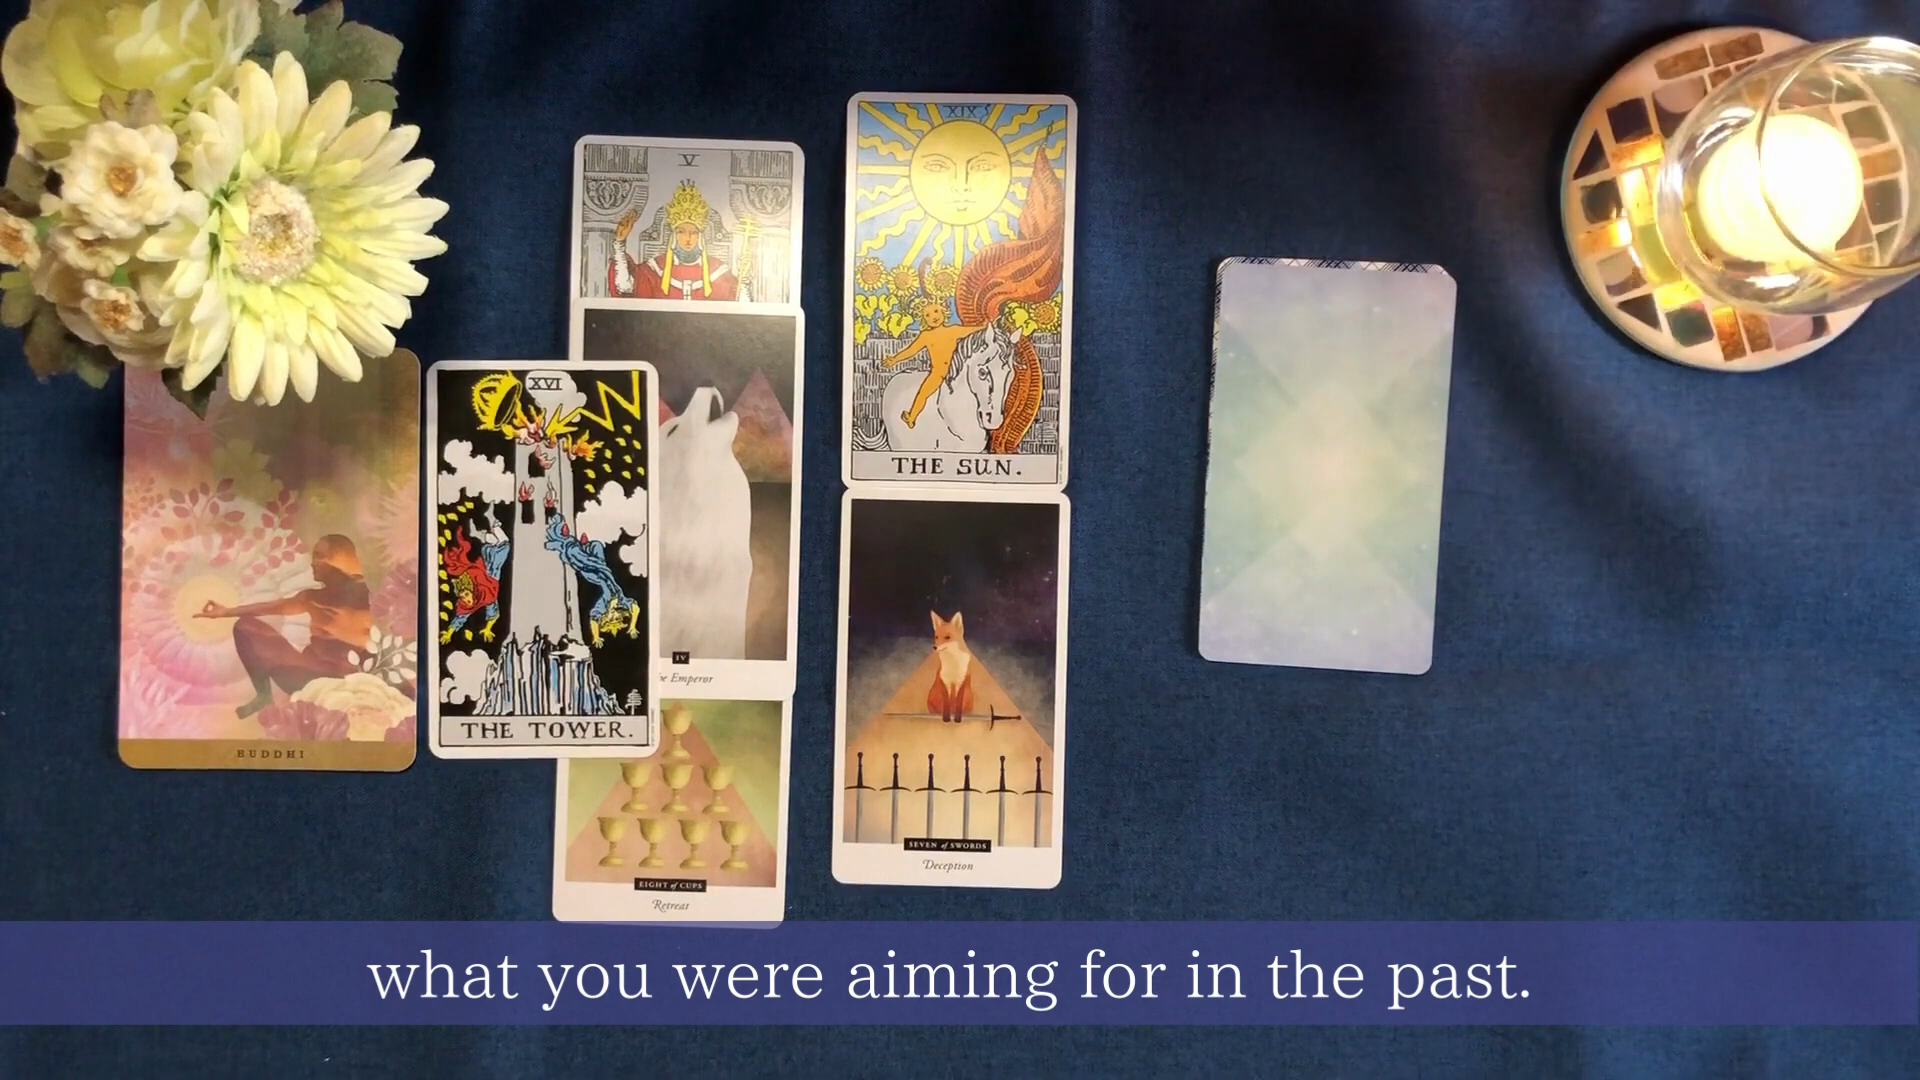 V
XIX
THE SUN.
XVI
THE TOWER.
IV
he Emperor
BUDDHI
SEVEN of SWORDS
Deception
EIGHT of CUPS
Retreat
what you were aiming for in the past.